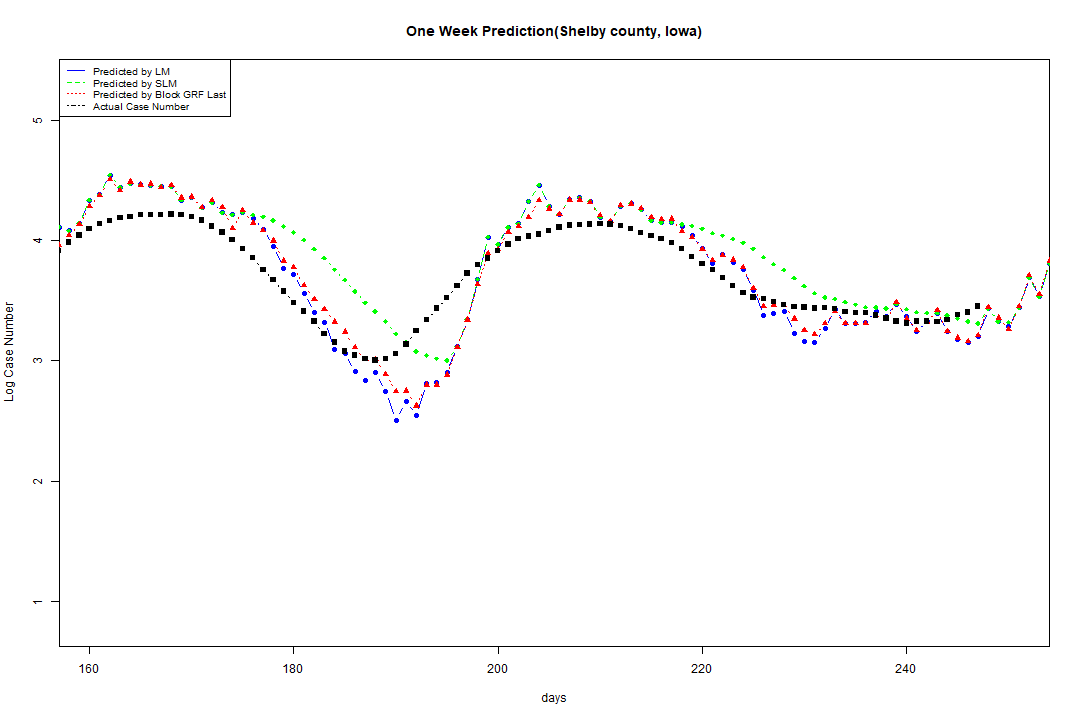 One Week Prediction(Shelby county, Iowa)
Predicted by LM
Predicted by SLM
Predicted by Block GRF Last
Actual Case Number
5
4
3
2
1
Log Case Number
160 180 200 220 240
days